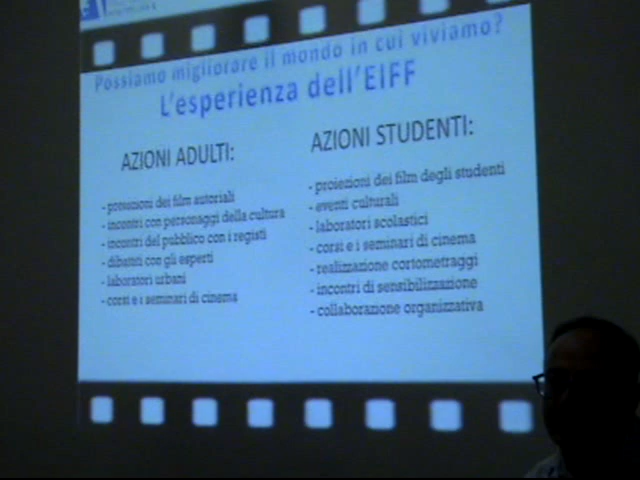 Possiamo migliorare il mondo in cui viviamo?
L'esperienza dell'EIFF
AZIONI ADULTI:
- proiezioni dei film autoriali
- incontri con personaggi della cultura
- incontri del pubblico con i registi
- dibattiti con gli esperti
- laboratori urbani
- corsi e i seminari di cinema
AZIONI STUDENTI:
- proiezioni dei film degli studenti
- eventi culturali
- laboratori scolastici
- corsi e i seminari di cinema
- realizzazione cortometraggi
- incontri di sensibilizzazione
- collaborazione organizzativa